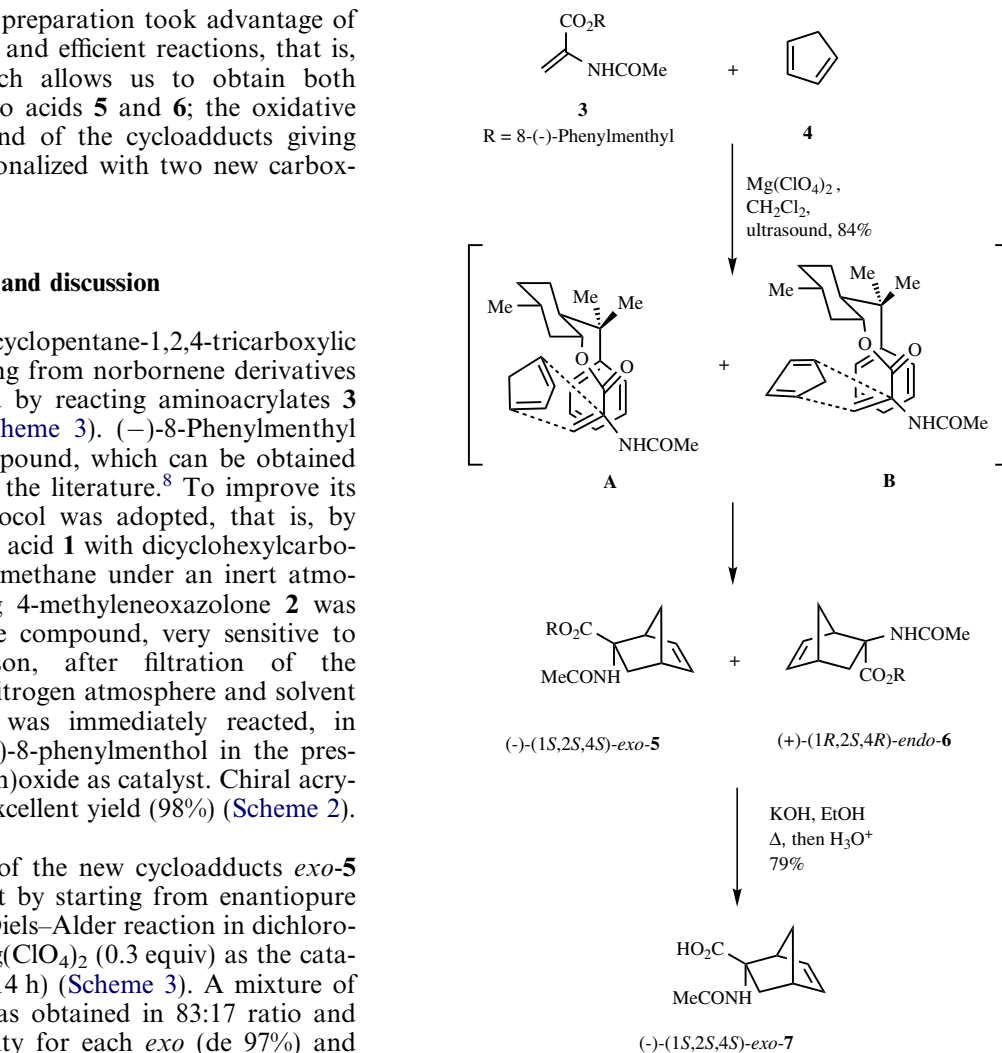 preparation took advantage of
and efficient reactions, that is,
ch allows us to obtain both
o acids 5 and 6; the oxidative
nd of the cycloadducts giving
onalized with two new carbox-
and discussion
cyclopentane-1,2,4-tricarboxylic
ng from norbornene derivatives
by reacting aminoacrylates 3
heme 3). (−)-8-Phenylmenthyl
pound, which can be obtained
the literature.8 To improve its
ocol was adopted, that is, by
acid 1 with dicyclohexylcarbo-
methane under an inert atmo-
g 4-methyleneoxazolone 2 was
e compound, very sensitive to
son, after filtration of the
itrogen atmosphere and solvent
was immediately reacted, in
)-8-phenylmenthol in the pres-
n)oxide as catalyst. Chiral acry-
xcellent yield (98%) (Scheme 2).
of the new cycloadducts exo-5
t by starting from enantiopure
Diels–Alder reaction in dichloro-
g(ClO4)2 (0.3 equiv) as the cata-
14 h) (Scheme 3). A mixture of
as obtained in 83:17 ratio and
ity for each exo (de 97%) and
CO2R
NHCOMe
+
3
4
R = 8-(-)-Phenylmenthyl
Mg(ClO4)2 ,
CH2Cl2,
ultrasound, 84%
Me
Me
Me
O
O
NHCOMe
A
+
Me
Me
Me
O
O
NHCOMe
B
RO2C
MeCONH
+
NHCOMe
CO2R
(-)-(1S,2S,4S)-exo-5
(+)-(1R,2S,4R)-endo-6
KOH, EtOH
Δ, then H3O+
79%
HO2C
MeCONH
(-)-(1S,2S,4S)-exo-7